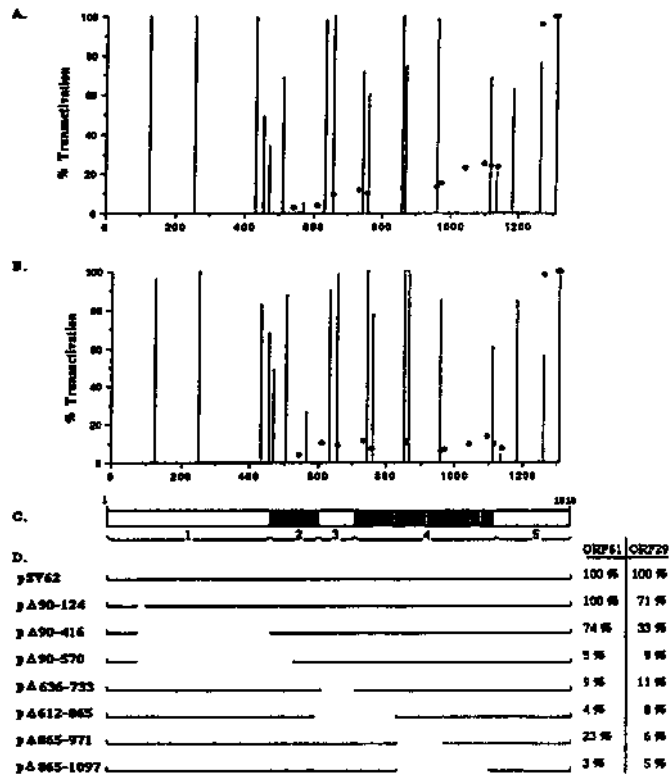 A.
% Transactivation
100
80
60
40
20
0
0 200 400 600 800 1000 1200
B.
% Transactivation
100
80
60
40
20
0
0 200 400 600 800 1000 1200
C.
1
1 2 3 4 5
D.
ORF61 ORF29
pSV62 100 % 100 %
pΔ90-124 100 % 71 %
pΔ90-416 74 % 33 %
pΔ90-570
pΔ636-733 9 % 11 %
pΔ612-865 4 % 8 %
pΔ865-971 23 % 6 %
pΔ865-1097 3 % 5 %